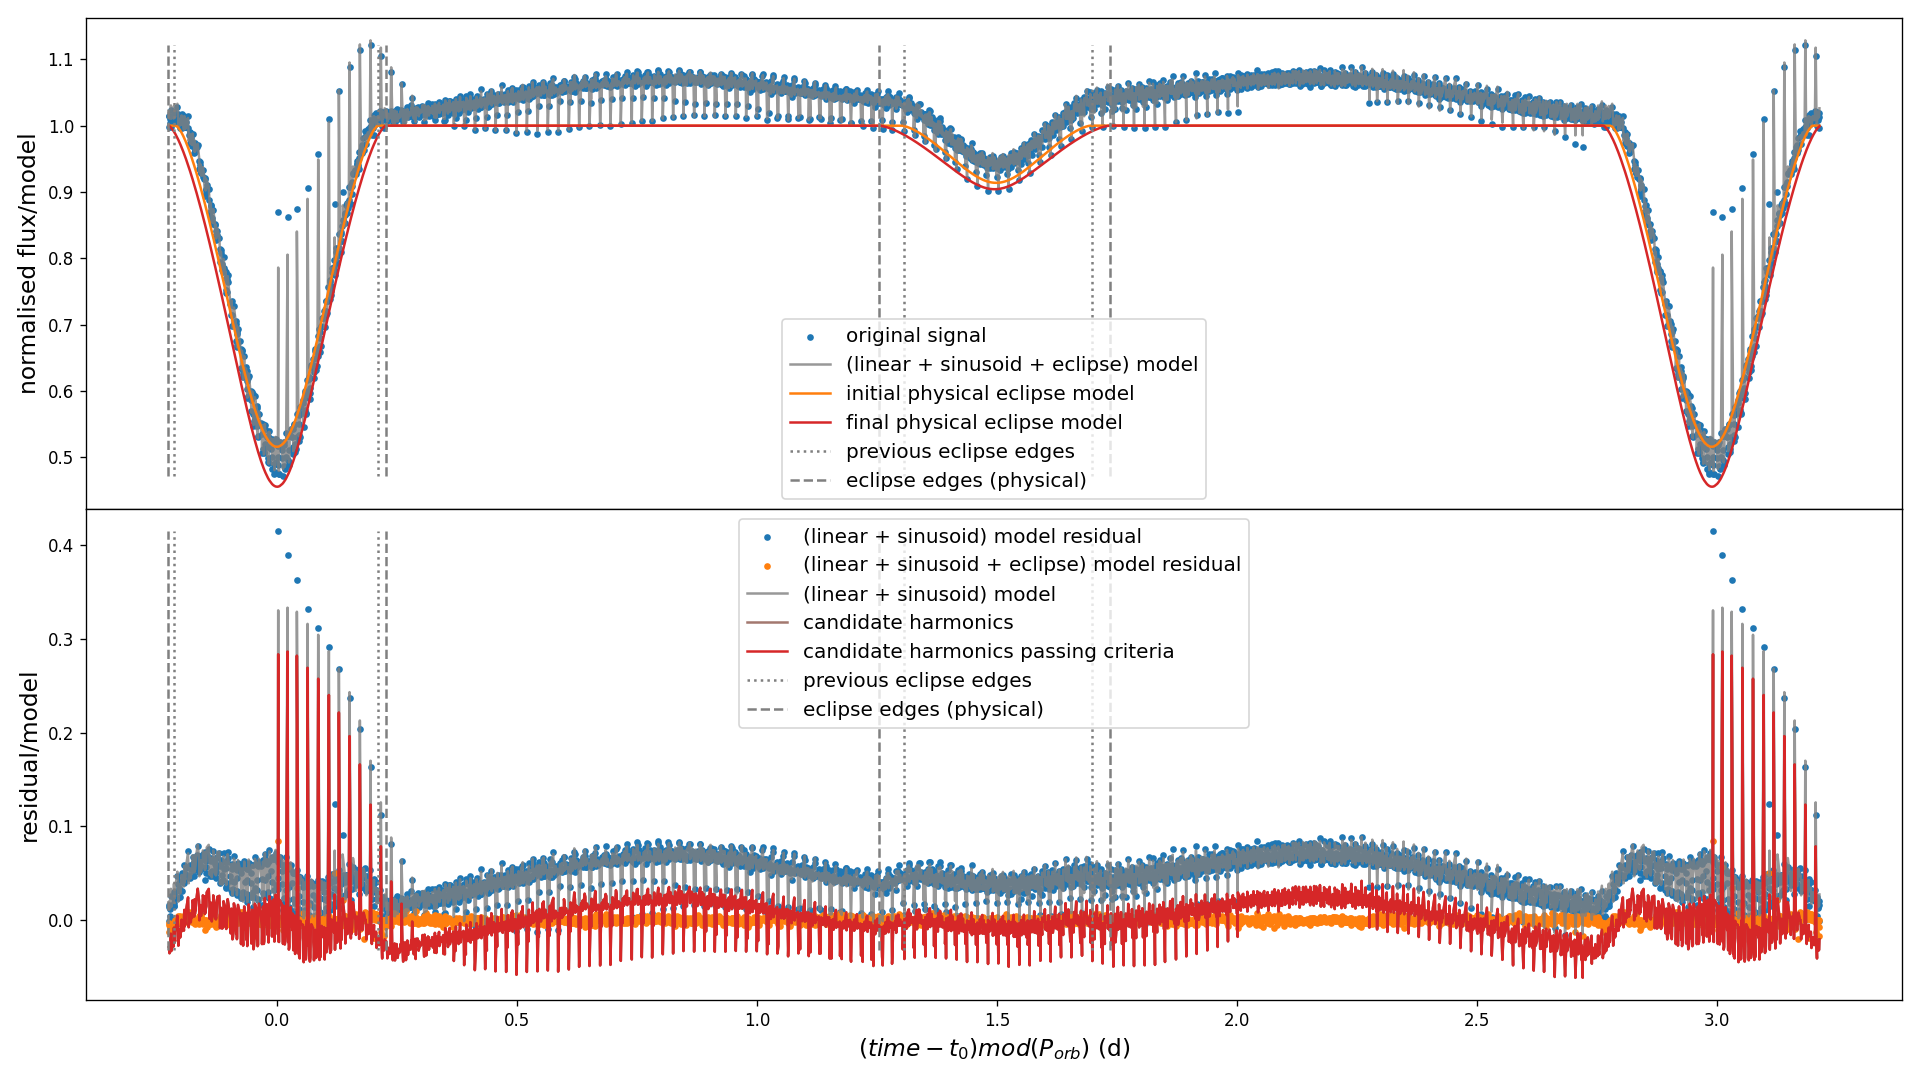 normalised flux/model
1.1
1.0
0.9
0.8
0.7
0.6
0.5
original signal
(linear + sinusoid + eclipse) model
initial physical eclipse model
final physical eclipse model
previous eclipse edges
eclipse edges (physical)
residual/model
0.4
0.3
0.2
0.1
0.0
(linear + sinusoid) model residual
(linear + sinusoid + eclipse) model residual
(linear + sinusoid) model
candidate harmonics
candidate harmonics passing criteria
previous eclipse edges
eclipse edges (physical)
0.0 0.5 1.0 1.5 2.0 2.5 3.0
(time − t₀)mod(P_orb) (d)